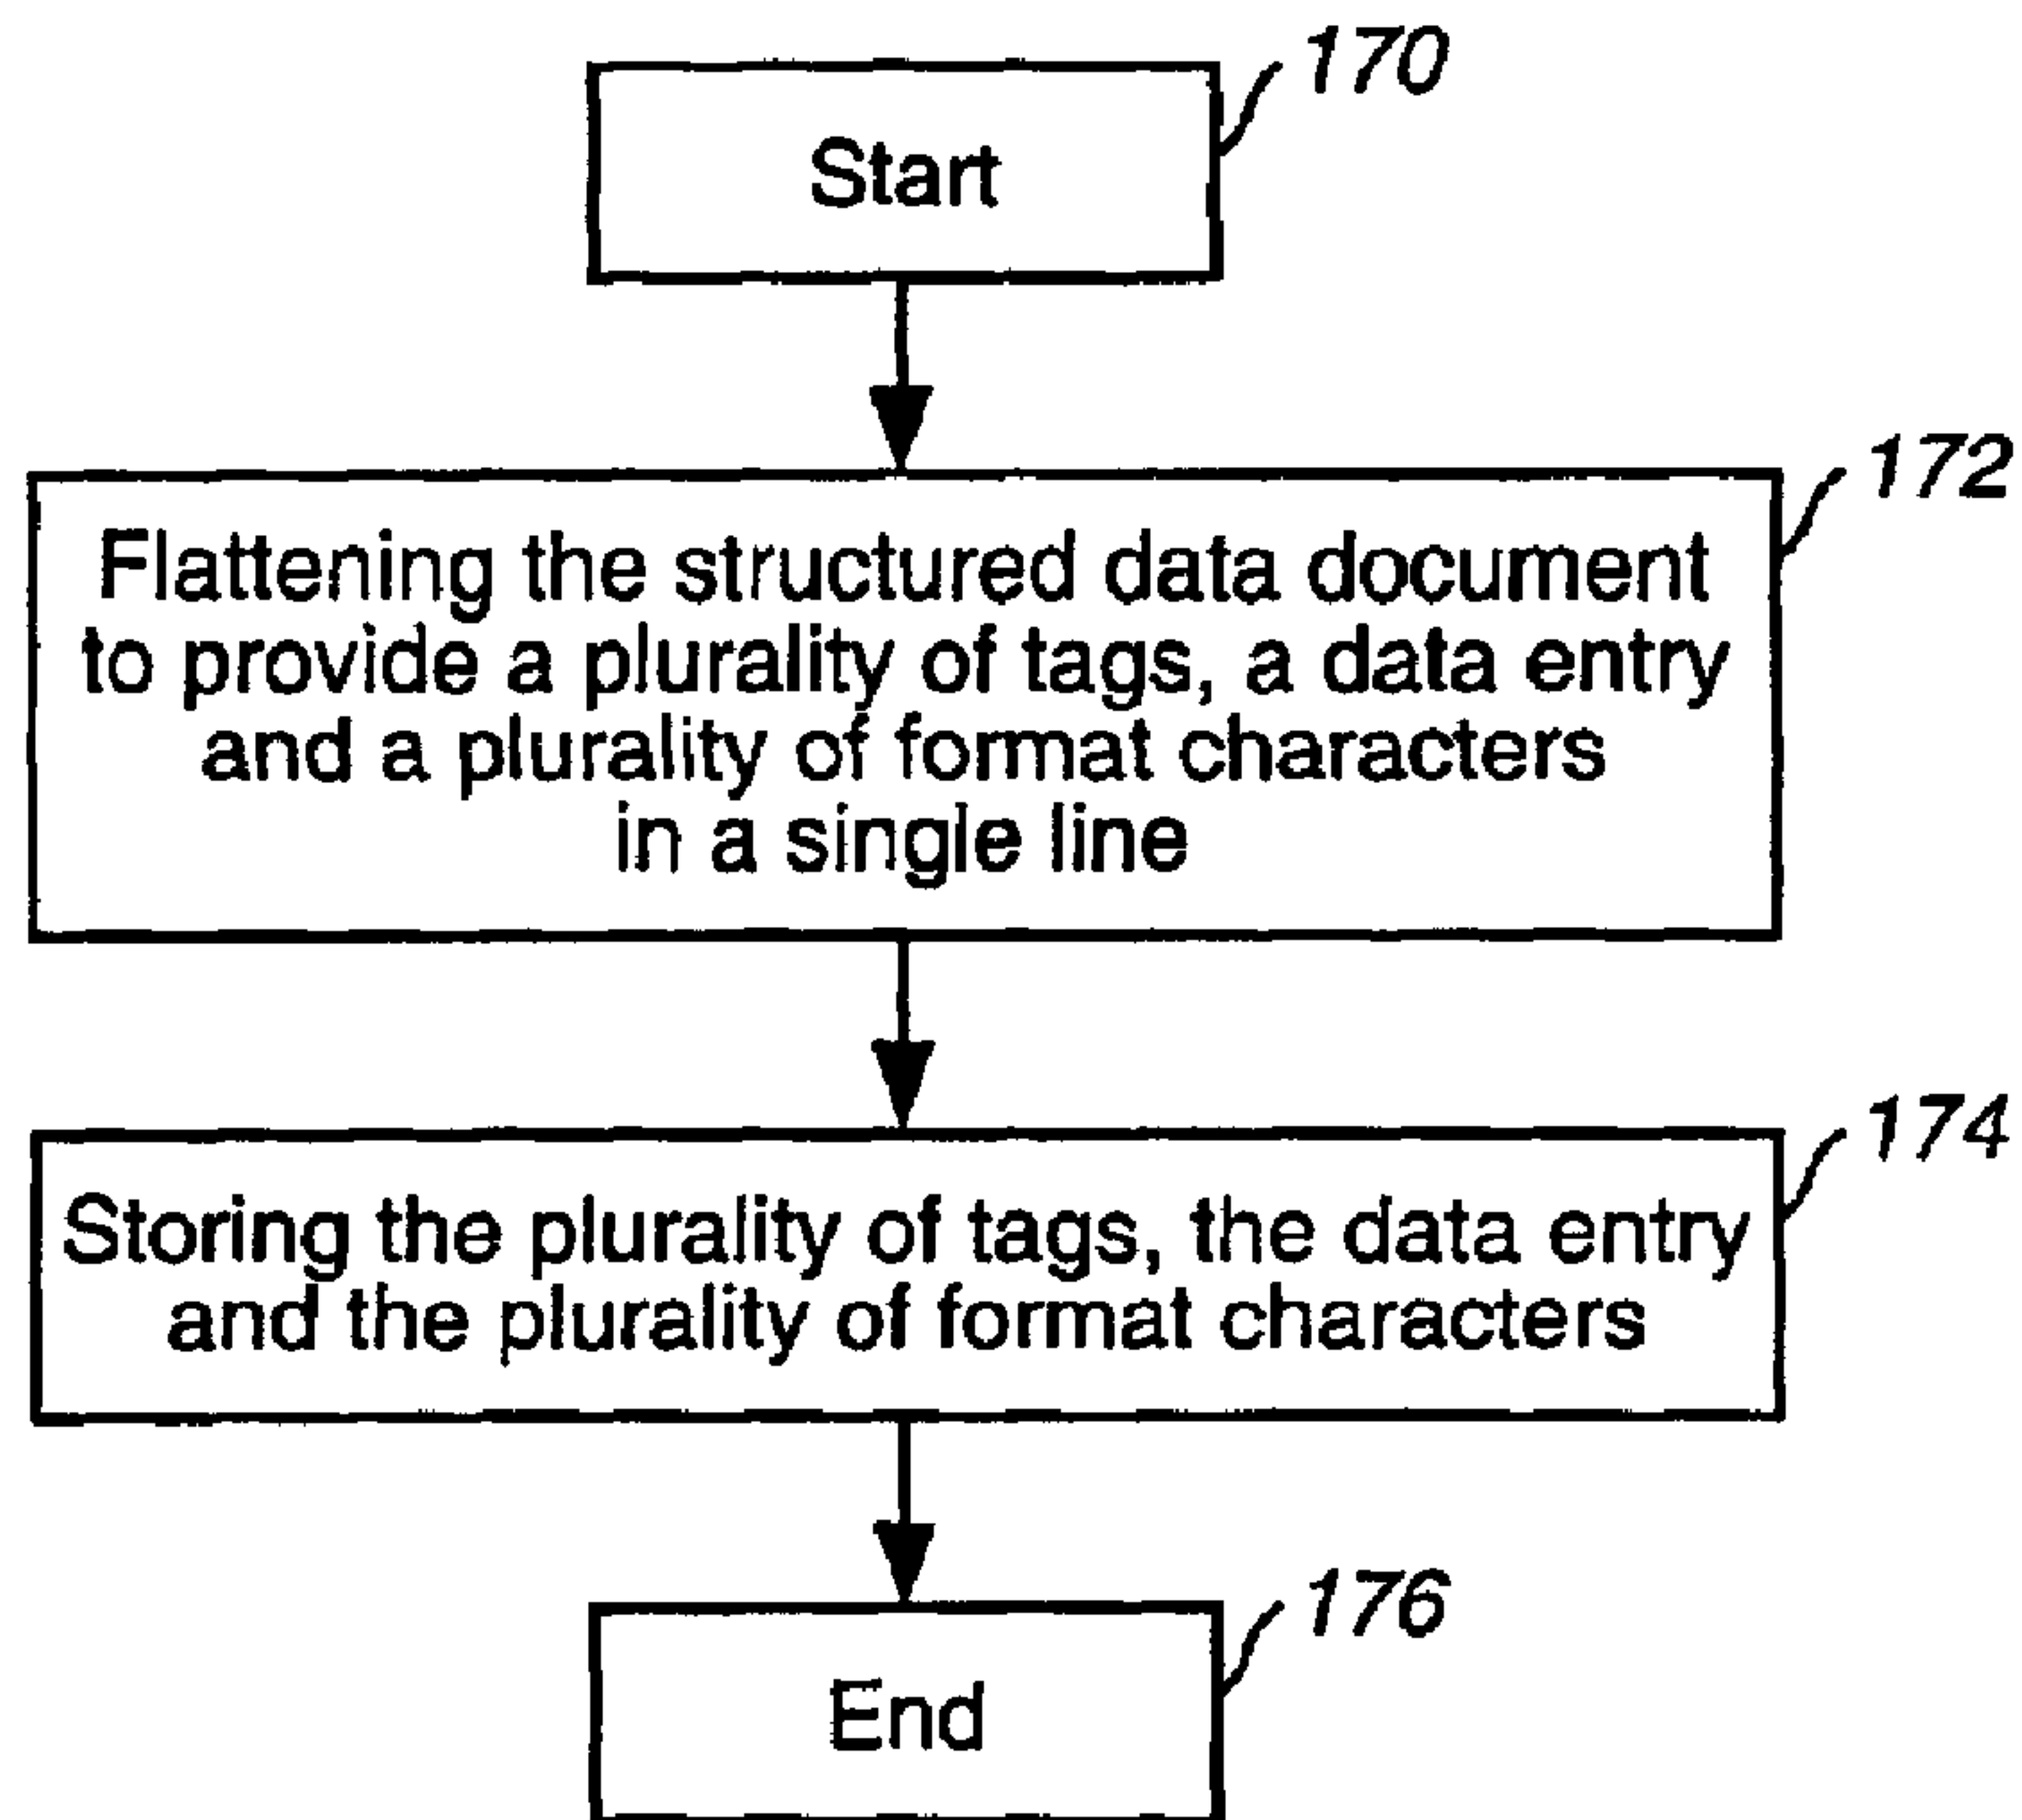 170
Start
172
Flattening the structured data document
to provide a plurality of tags, a data entry
and a plurality of format characters
in a single line
174
Storing the plurality of tags, the data entry
and the plurality of format characters
176
End